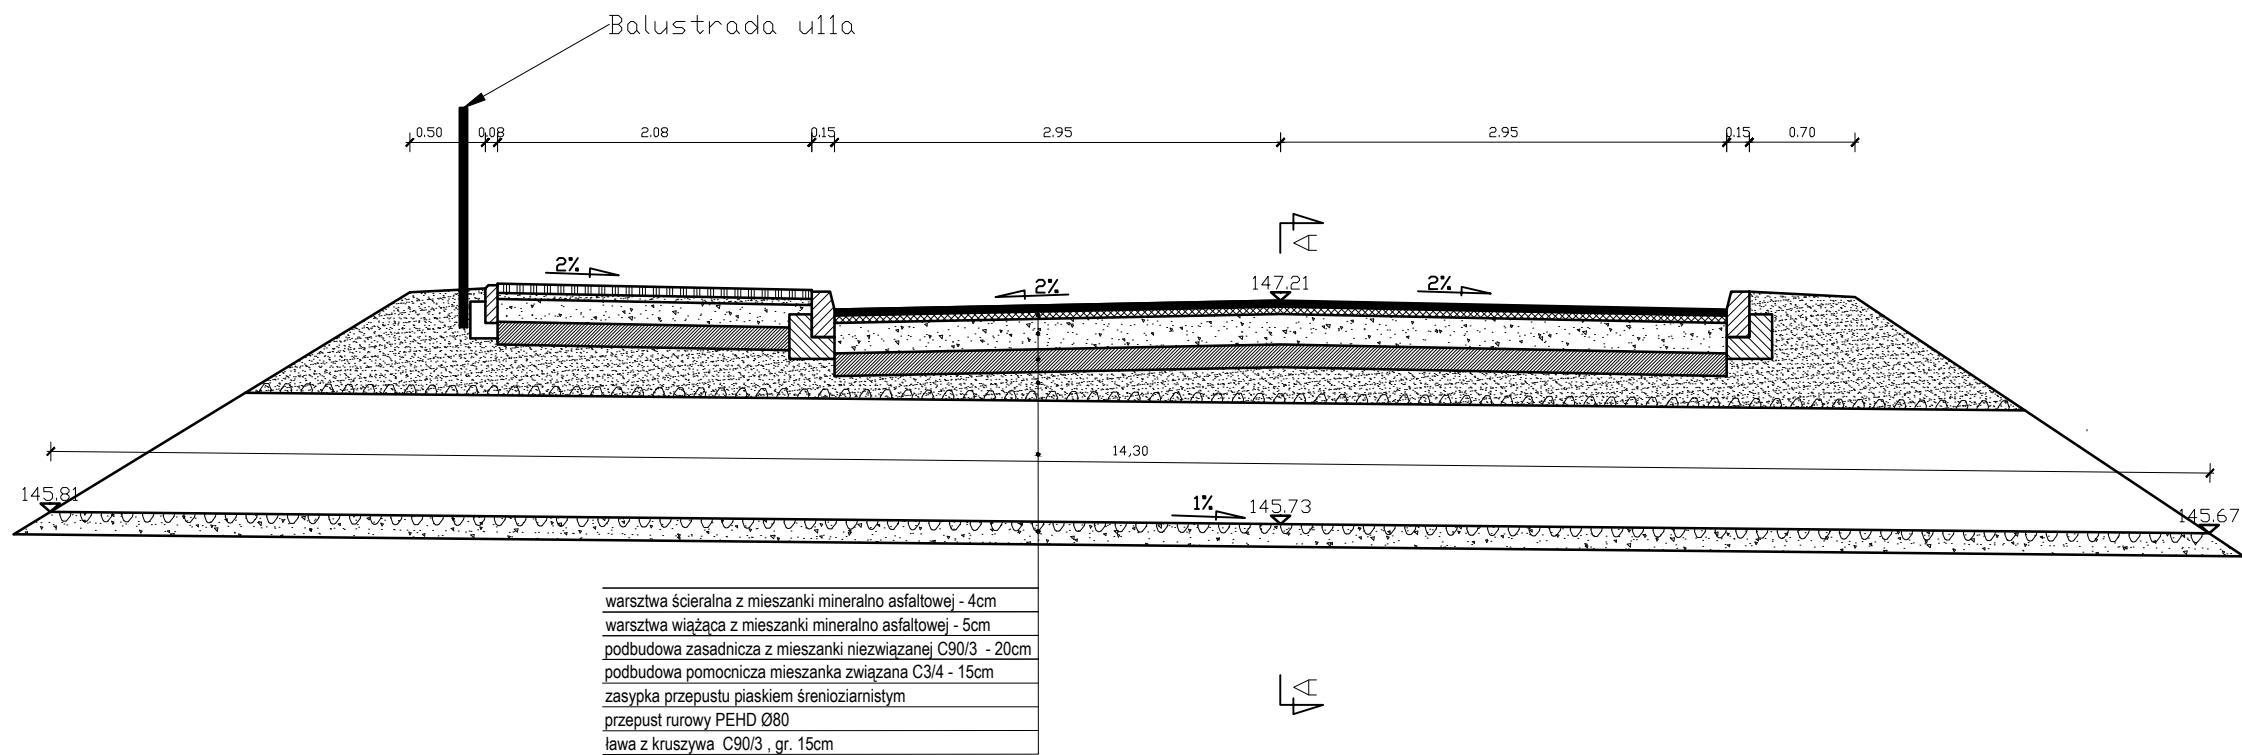 Balustrada u11a
0.50 0.08 2.08 0.15 2.95 2.95 0.15 0.70
A
2% 2% 147.21 2%
14,30
145.81 1% 145.73 145.67
warsztwa ścieralna z mieszanki mineralno asfaltowej - 4cm
warsztwa wiążąca z mieszanki mineralno asfaltowej - 5cm
podbudowa zasadnicza z mieszanki niezwiązanej C90/3 - 20cm
podbudowa pomocnicza mieszanka związana C3/4 - 15cm
zasypka przepustu piaskiem śrenioziarnistym
przepust rurowy PEHD Ø80
ława z kruszywa C90/3 , gr. 15cm
A